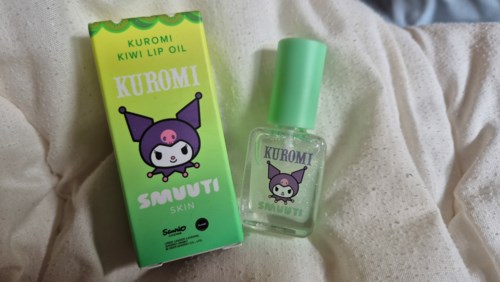 KUROMI
KIWI LIP OIL
KUROMI
SMUUTI
SKIN
Sanrio
KUROMI
SMUUTI